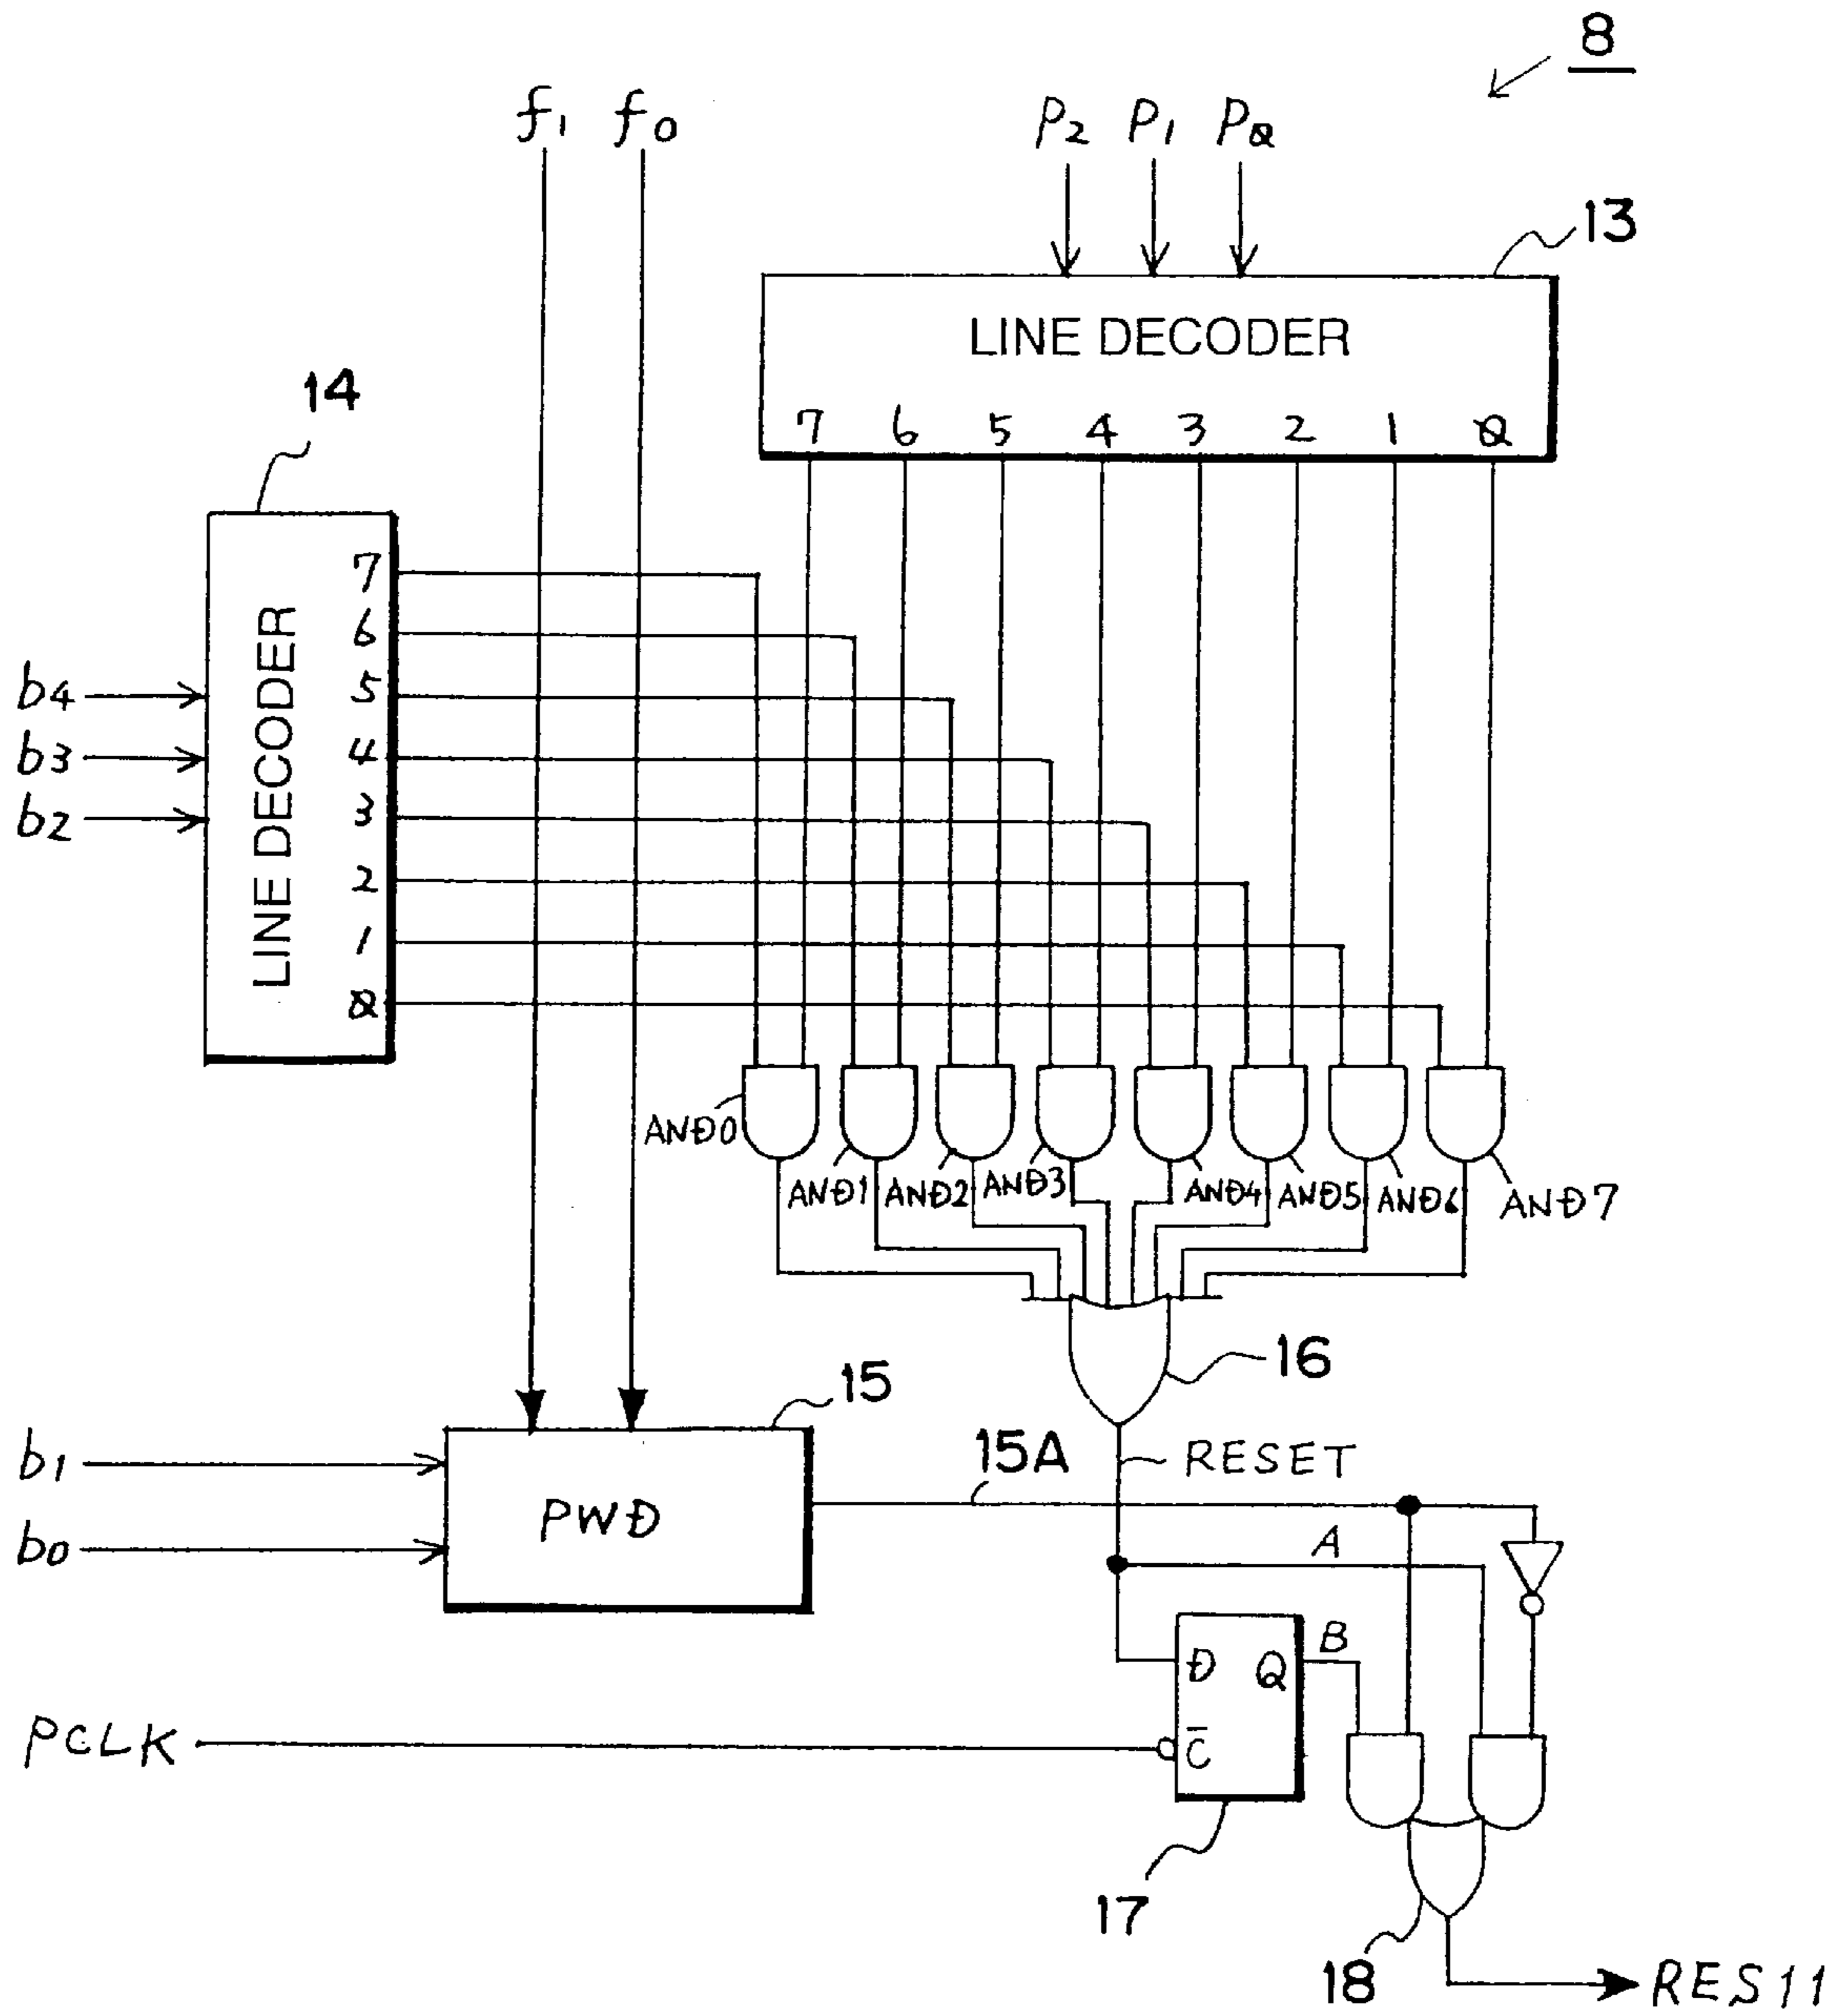 8
f1 f0
P2 P1 P0
13
LINE DECODER
7 6 5 4 3 2 1 0
14
LINE DECODER
7
6
5
4
3
2
1
0
b4
b3
b2
AND0
AND1
AND2
AND3
AND4
AND5
AND6
AND7
16
15
b1
b0
PWD
15A
RESET
A
B
D Q
C̅
PCLK
17
18
RES11